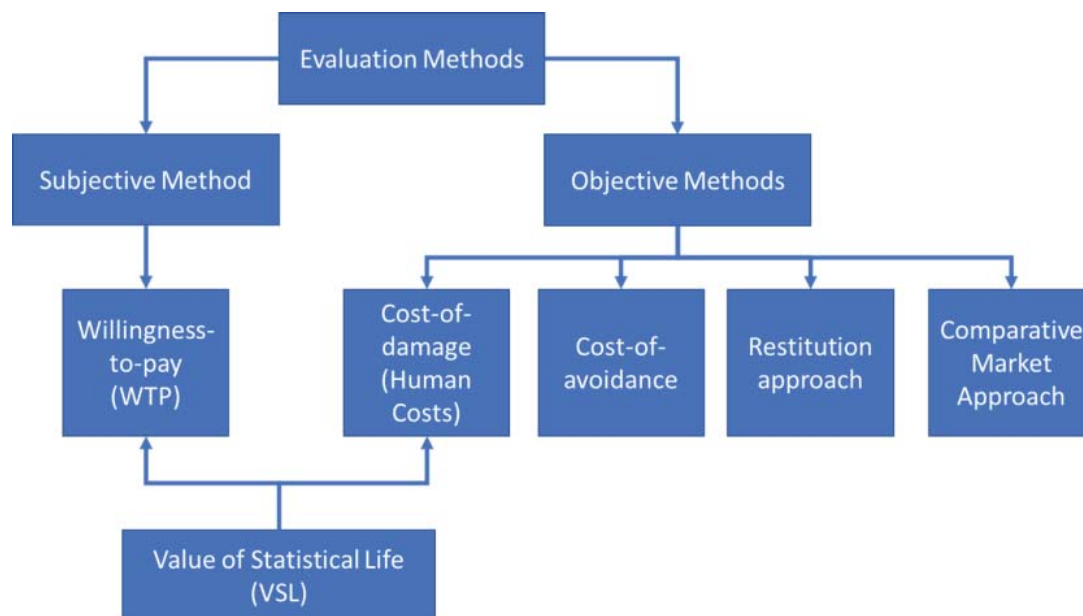 Evaluation Methods
Subjective Method
Objective Methods
Willingness-
to-pay
(WTP)
Cost-of-
damage
(Human
Costs)
Cost-of-
avoidance
Restitution
approach
Comparative
Market
Approach
Value of Statistical Life
(VSL)